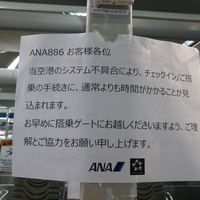 ANA886 お客様各位
当空港のシステム不具合により、チェックイン/ご搭
乗の手続きに、通常よりも時間がかかることが見
込まれます。
お早めに搭乗ゲートにお越しくださいますよう、ご理
解とご協力をお願い申し上げます。
ANA